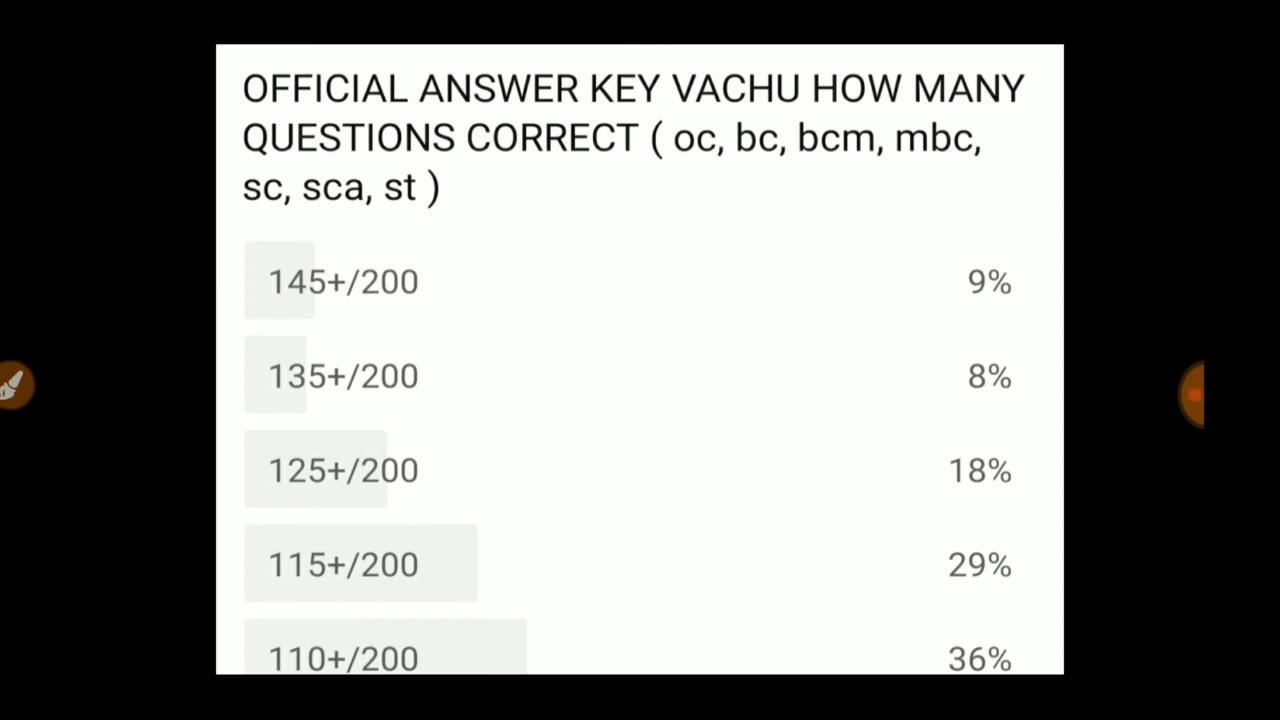 OFFICIAL ANSWER KEY VACHU HOW MANY
QUESTIONS CORRECT ( oc, bc, bcm, mbc,
sc, sca, st )
145+/200 9%
135+/200 8%
125+/200 18%
115+/200 29%
110+/200 36%